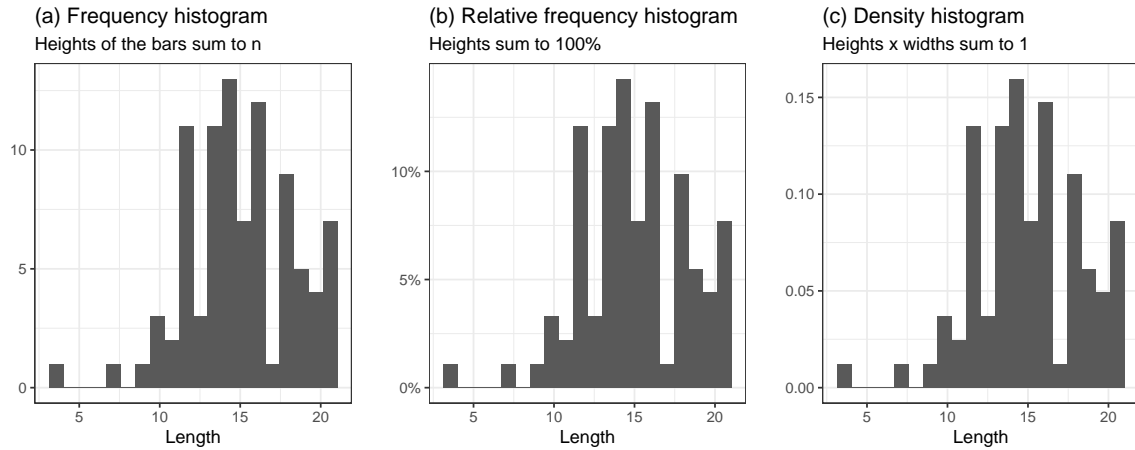 (a) Frequency histogram
Heights of the bars sum to n
10
5
0
5 10 15 20
Length
(b) Relative frequency histogram
Heights sum to 100%
10%
5%
0%
5 10 15 20
Length
(c) Density histogram
Heights x widths sum to 1
0.15
0.10
0.05
0.00
5 10 15 20
Length